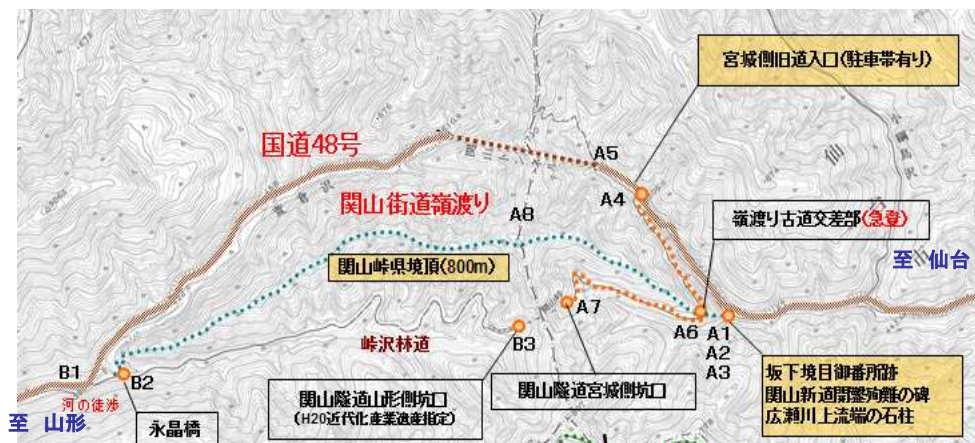 宮城側旧道入口(駐車帯有り)
国道48号
A5
A4
関山街道嶺渡り
A8
嶺渡り古道交差部(急登)
至 仙台
関山峠県境頂(800m)
A7
A6
A1
A2
A3
B3
峠沢林道
B1
B2
河の徒渉
至 山形
永晶橋
関山隧道山形側坑口
(H20近代化産業遺産指定)
関山隧道宮城側坑口
坂下境目御番所跡
関山新道開鑿殉難の碑
広瀬川上流端の石柱